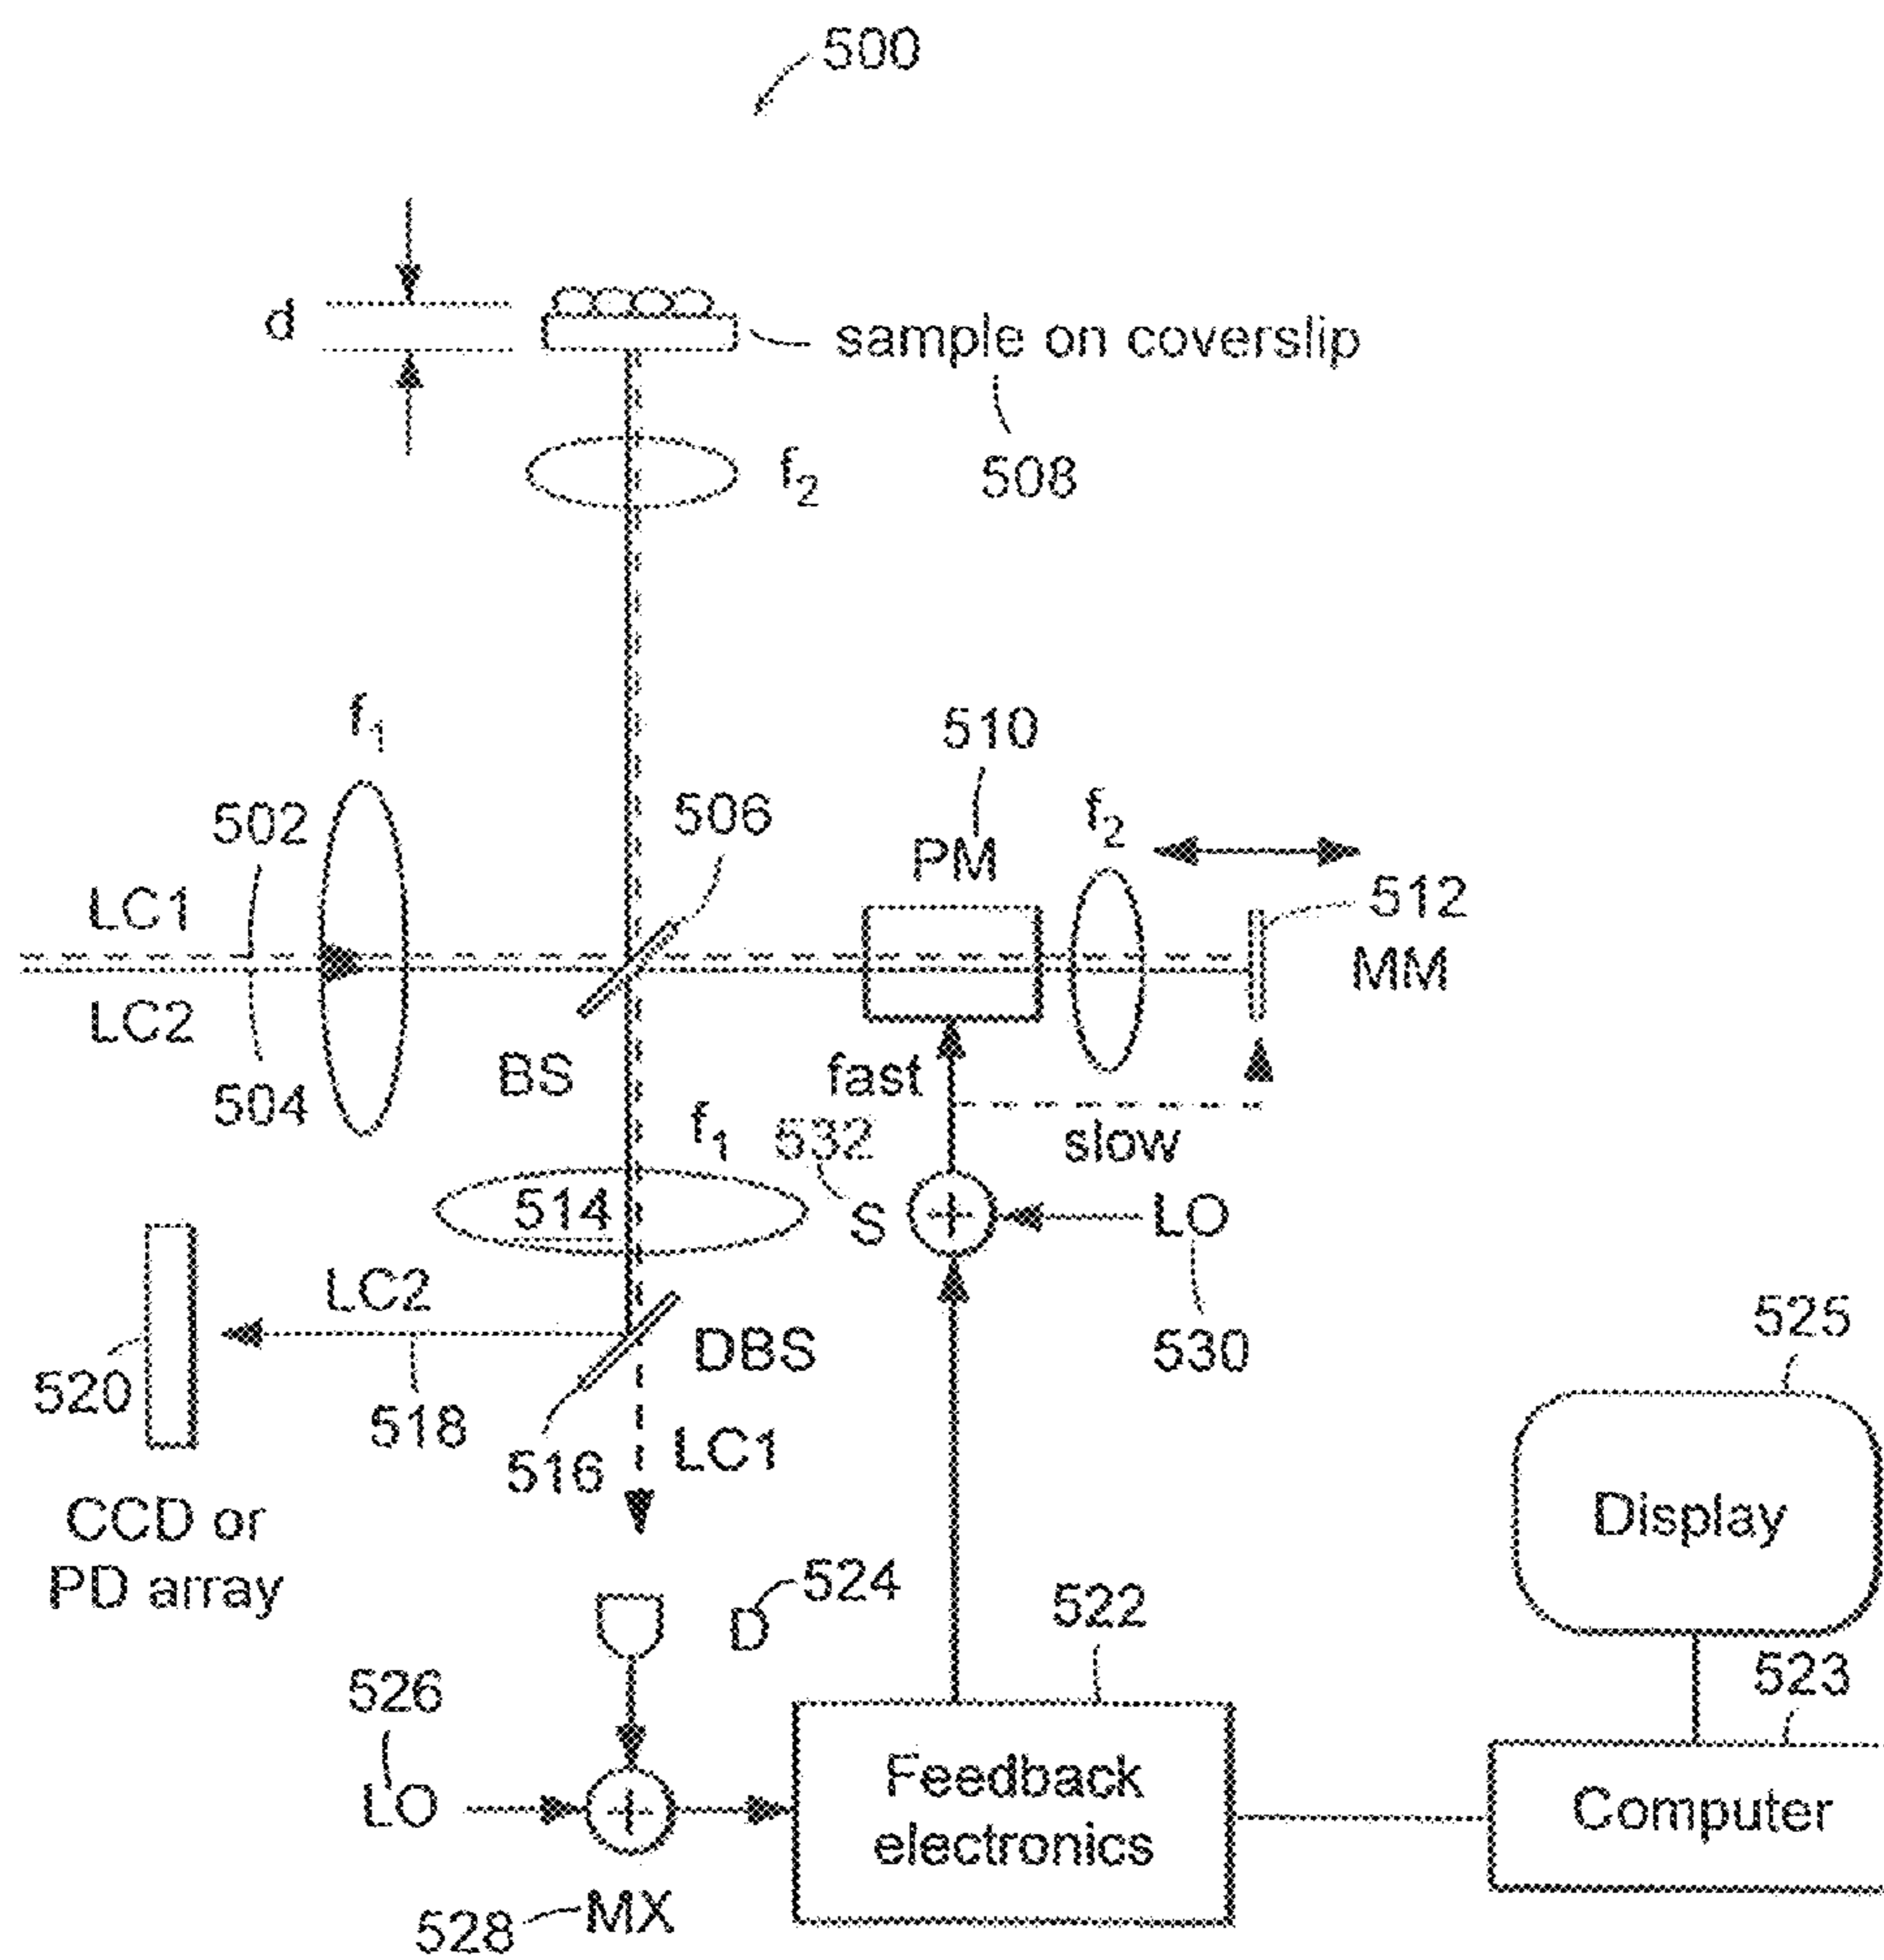 500
d
sample on coverslip
f2
508
f1
510
502
506
PM
f2
LC1
512
MM
LC2
504
BS
fast
f1
532
slow
514
S
LO
LC2
DBS
530
525
520
518
516
LC1
Display
CCD or
PD array
D
524
522
526
523
LO
Feedback
electronics
Computer
528
MX